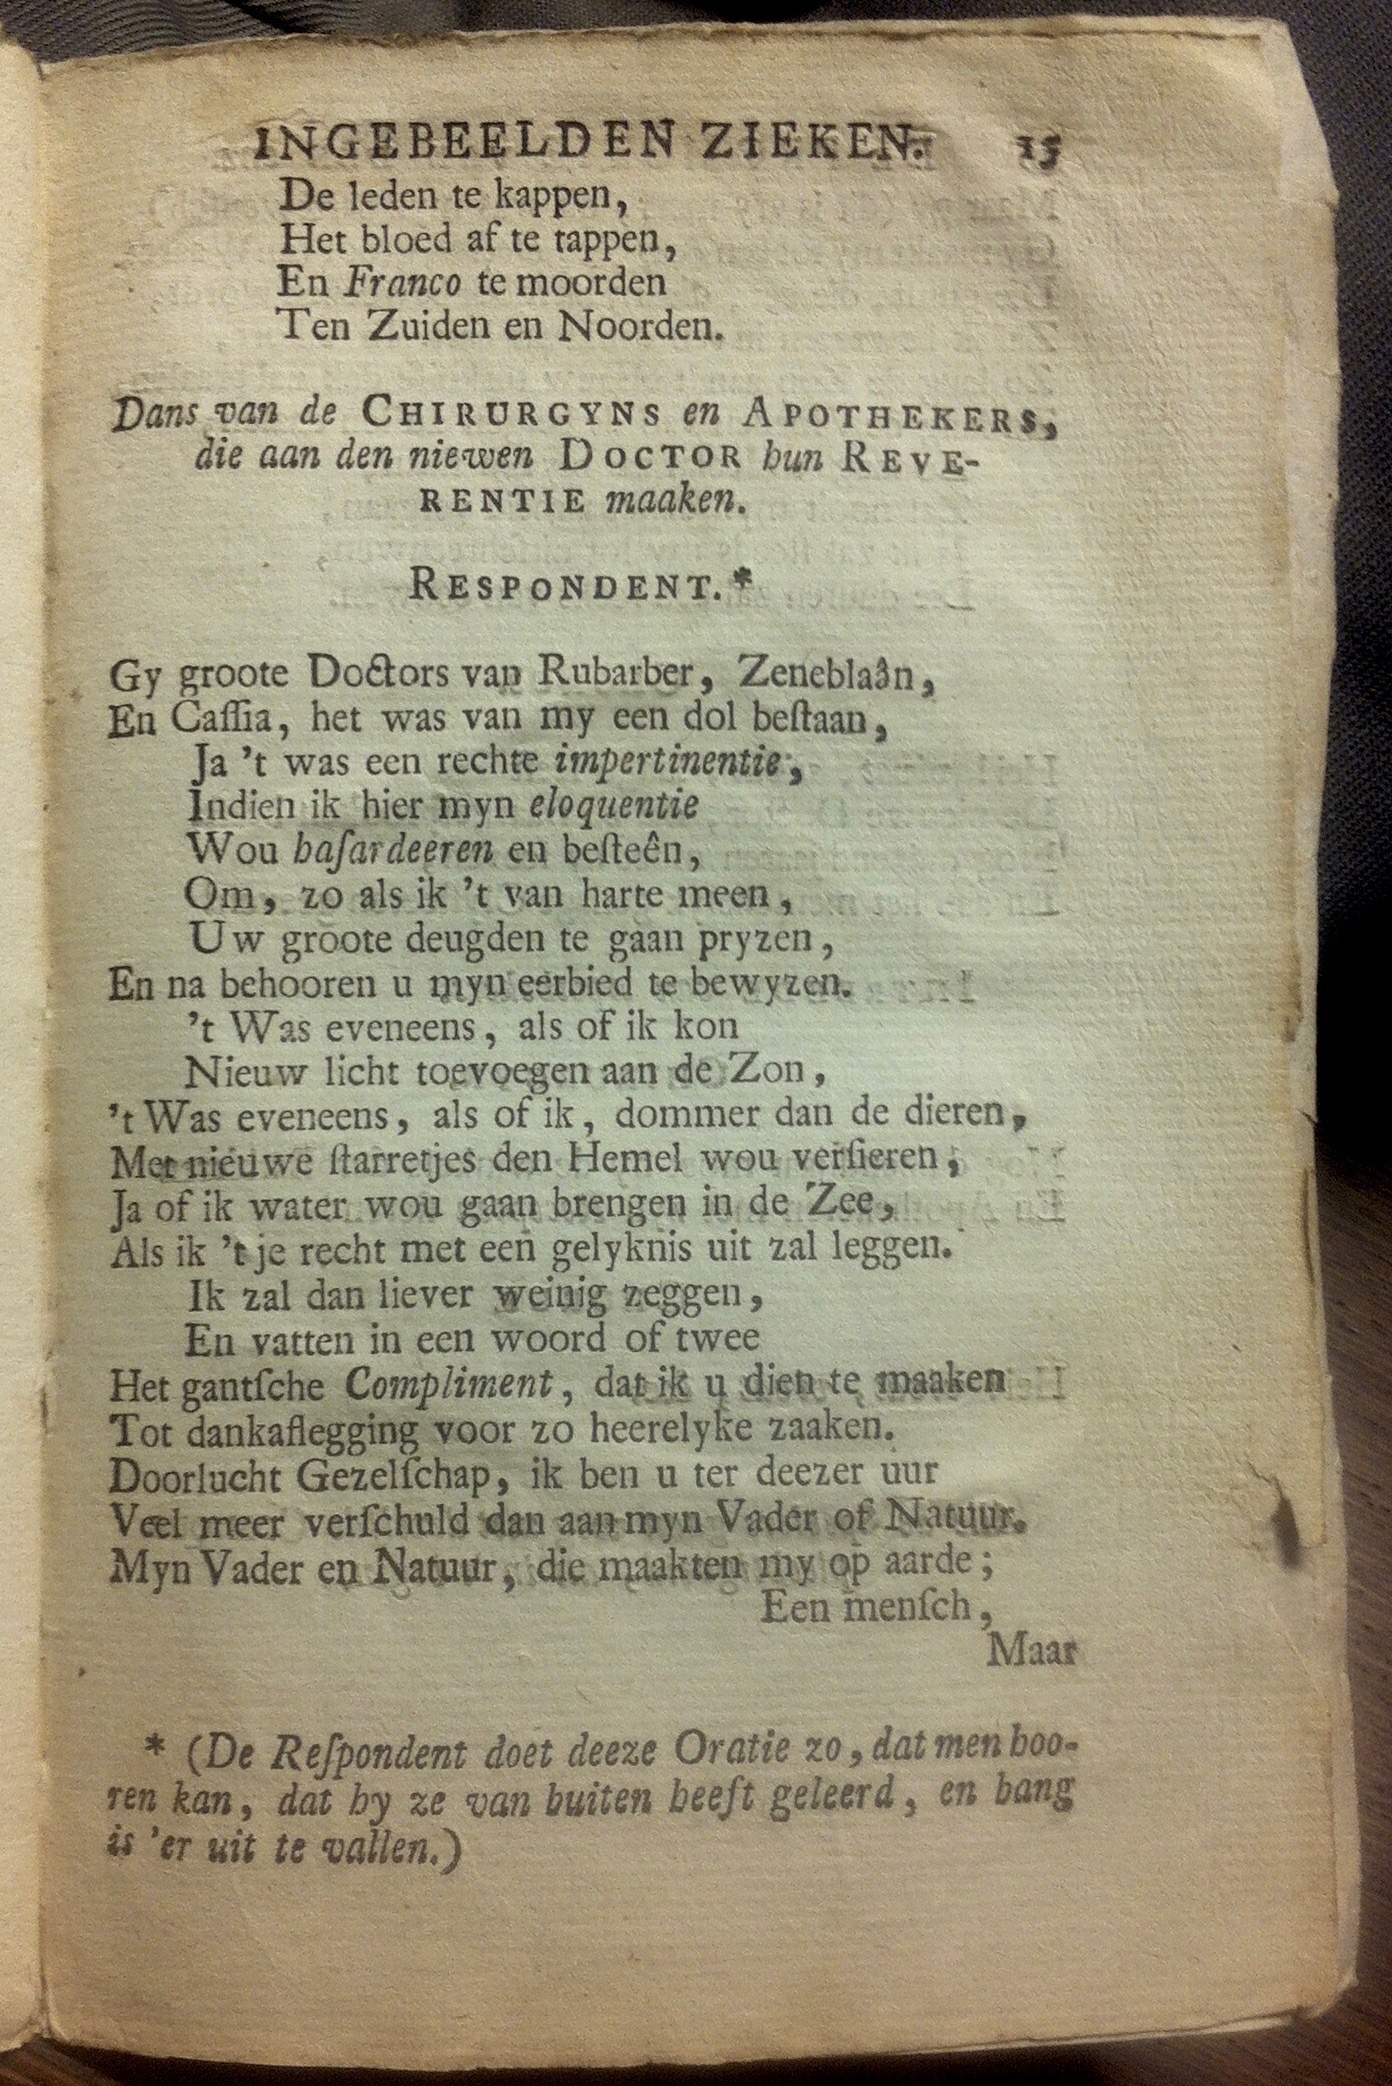 INGEBEELDEN ZIEKEN. 15
De leden te kappen,
Het bloed af te tappen,
En Franco te moorden
Ten Zuiden en Noorden.
Dans van de CHIRURGYNS en APOTHEKERS,
die aan den niewen DOCTOR hun REVE-
RENTIE maaken.
RESPONDENT.*
Gy groote Doctors van Rubarber, Zeneblaân,
En Caſſia, het was van my een dol beſtaan,
Ja 't was een rechte impertinentie,
Indien ik hier myn eloquentie
Wou haſardeeren en beſteên,
Om, zo als ik 't van harte meen,
Uw groote deugden te gaan pryzen,
En na behooren u myn eerbied te bewyzen.
't Was eveneens, als of ik kon
Nieuw licht toevoegen aan de Zon,
't Was eveneens, als of ik, dommer dan de dieren,
Met nieuwe ſtarretjes den Hemel wou verſieren,
Ja of ik water wou gaan brengen in de Zee,
Als ik 't je recht met een gelyknis uit zal leggen.
Ik zal dan liever weinig zeggen,
En vatten in een woord of twee
Het gantſche Compliment, dat ik u dien te maaken
Tot dankaflegging voor zo heerelyke zaaken.
Doorlucht Gezelſchap, ik ben u ter deezer uur
Veel meer verſchuld dan aan myn Vader of Natuur.
Myn Vader en Natuur, die maakten my op aarde;
Een menſch,
Maar
* (De Reſpondent doet deeze Oratie zo, dat men hoo-
ren kan, dat hy ze van buiten heeft geleerd, en bang
is 'er uit te vallen.)